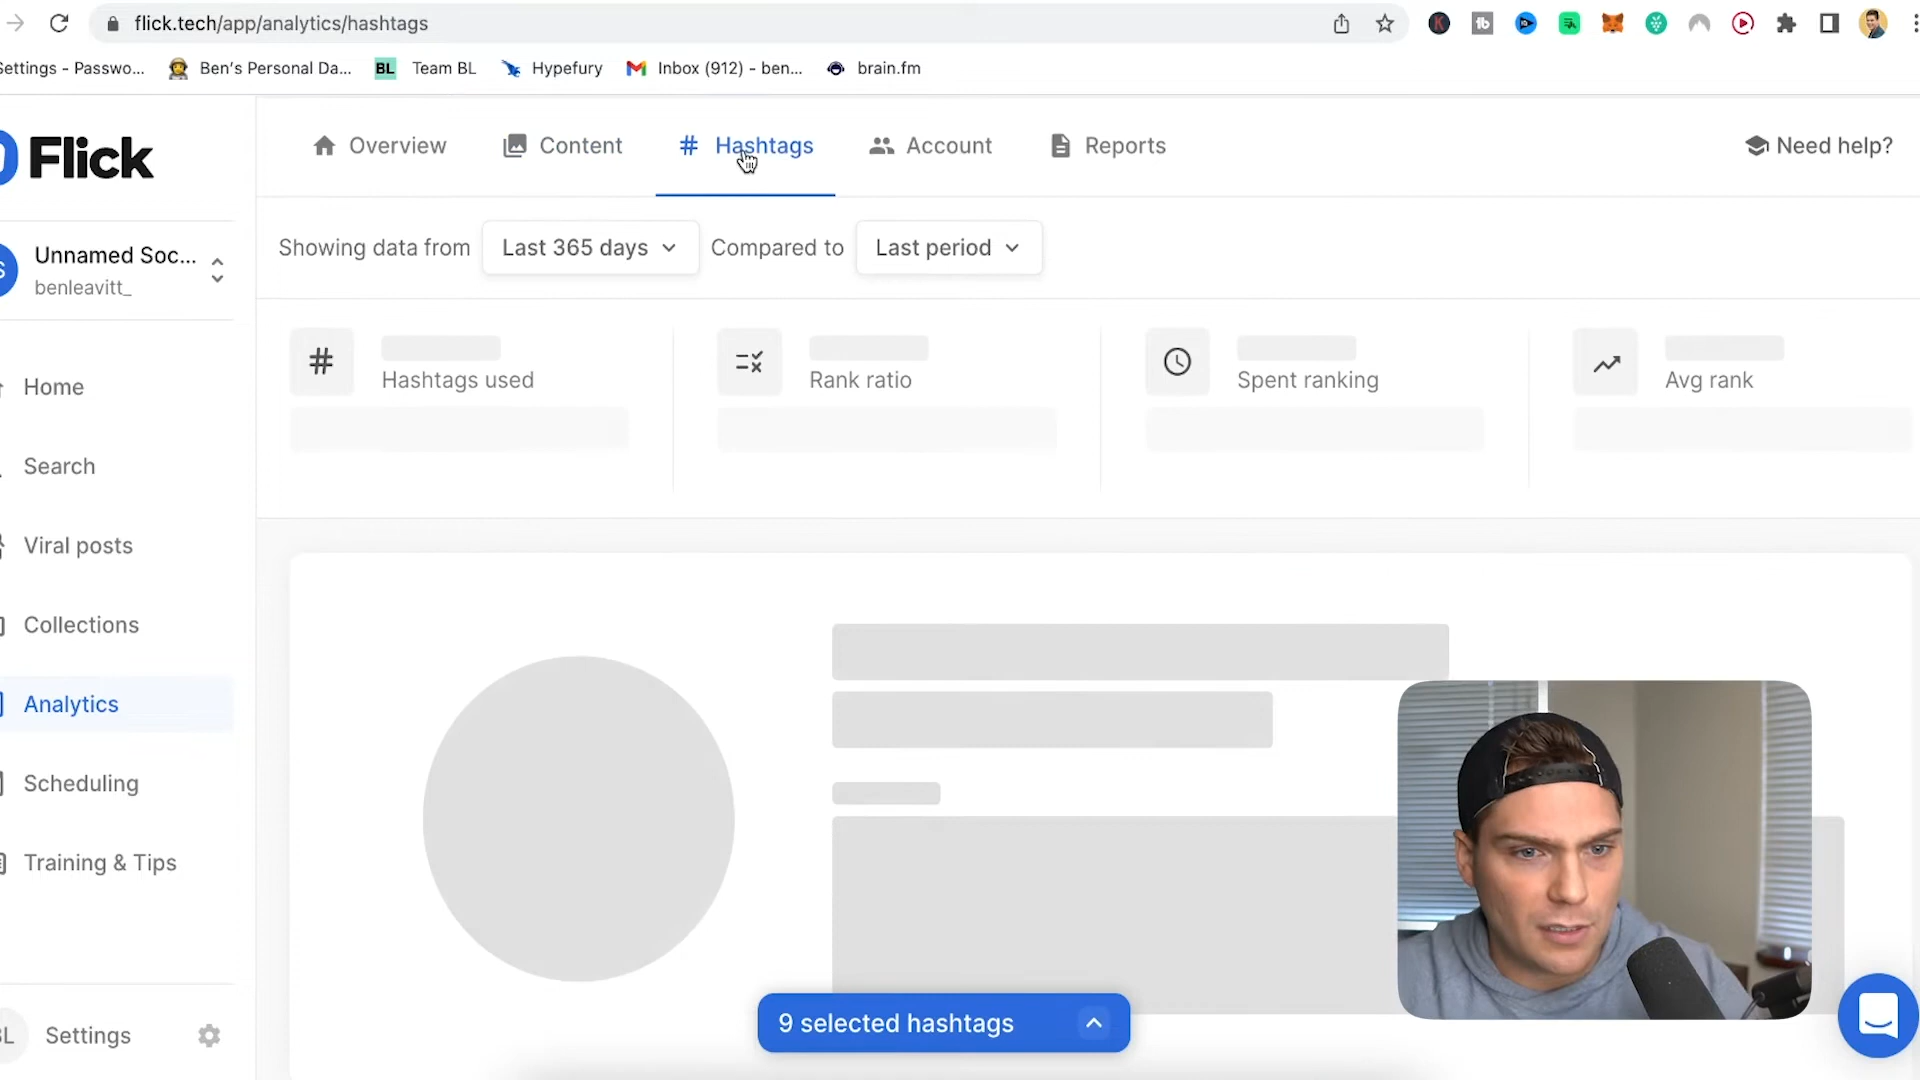 flick.tech/app/analytics/hashtags
Settings - Passwo...
Ben's Personal Da...
BL
Team BL
Hypefury
Inbox (912) - ben...
brain.fm
Flick
Overview
Content
Hashtags
Account
Reports
Need help?
Showing data from
Last 365 days
Compared to
Last period
Unnamed Soc...
benleavitt_
Hashtags used
Rank ratio
Spent ranking
Avg rank
Home
Search
Viral posts
Collections
Analytics
Scheduling
Training & Tips
Settings
9 selected hashtags